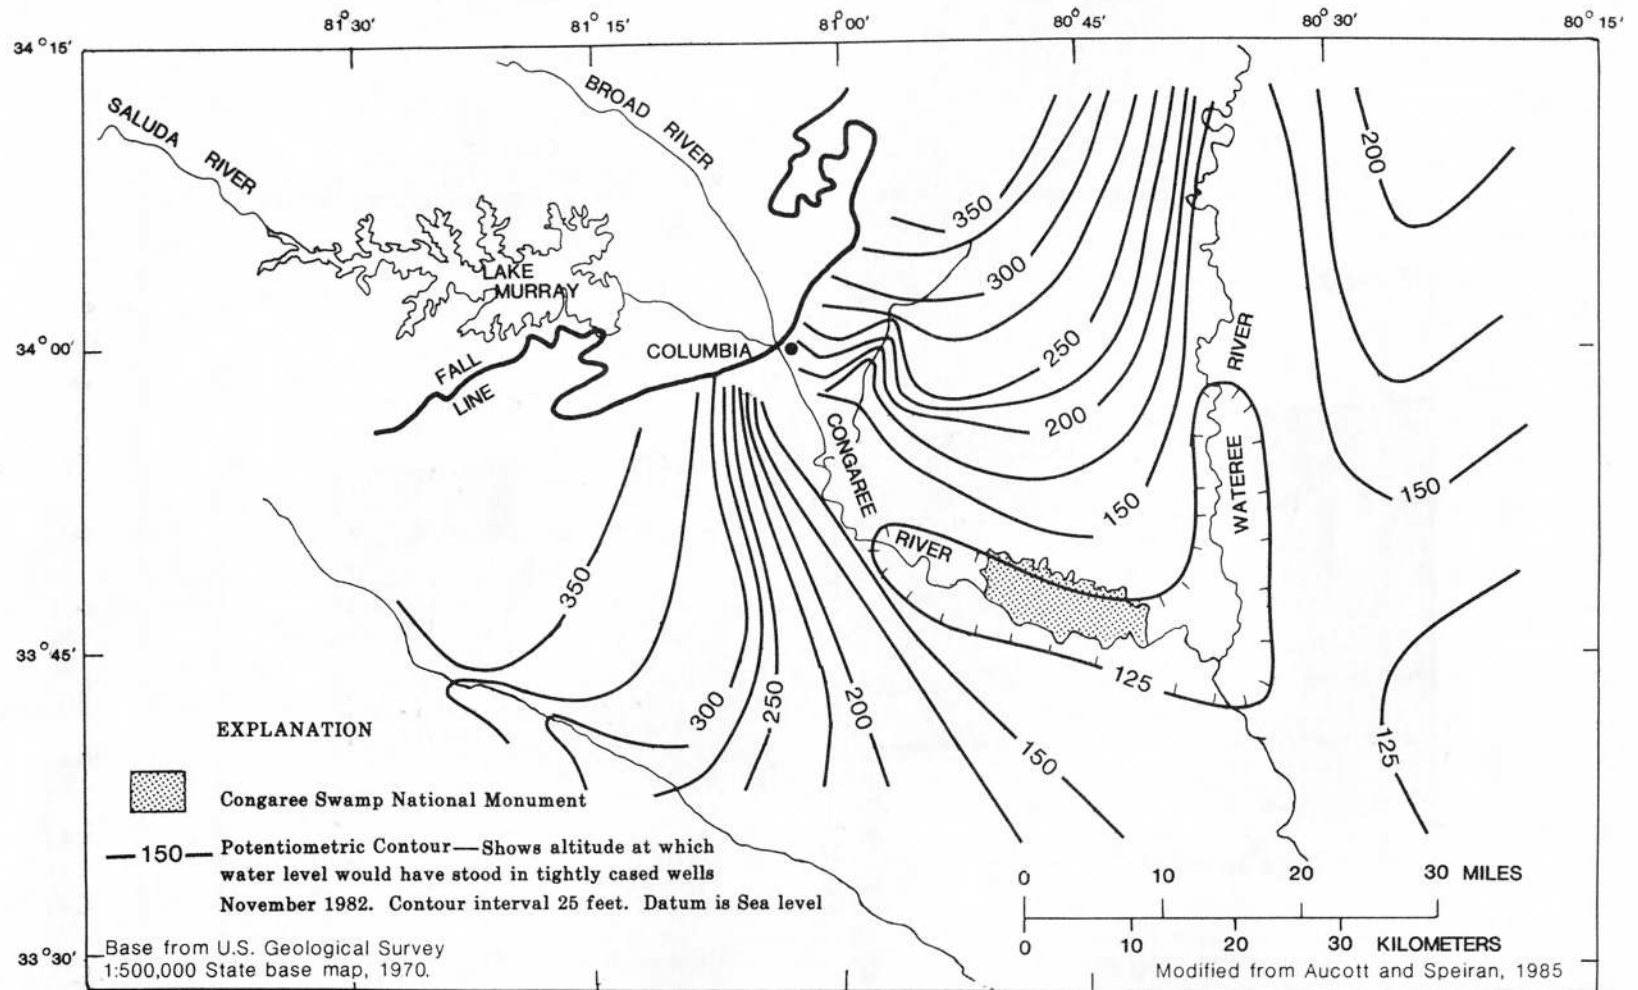 81°30′
81°15′
81°00′
80°45′
80°30′
80°15′
34°15′
SALUDA RIVER
BROAD RIVER
200
350
LAKE MURRAY
300
34°00′
COLUMBIA
250
RIVER
FALL LINE
200
CONGAREE
WATEREE
150
150
RIVER
350
33°45′
125
300
250
200
150
125
EXPLANATION
Congaree Swamp National Monument
150
Potentiometric Contour—Shows altitude at which
water level would have stood in tightly cased wells
November 1982. Contour interval 25 feet. Datum is Sea level
0 10 20 30 MILES
0 10 20 30 KILOMETERS
33°30′
Base from U.S. Geological Survey
1:500,000 State base map, 1970.
Modified from Aucott and Speiran, 1985